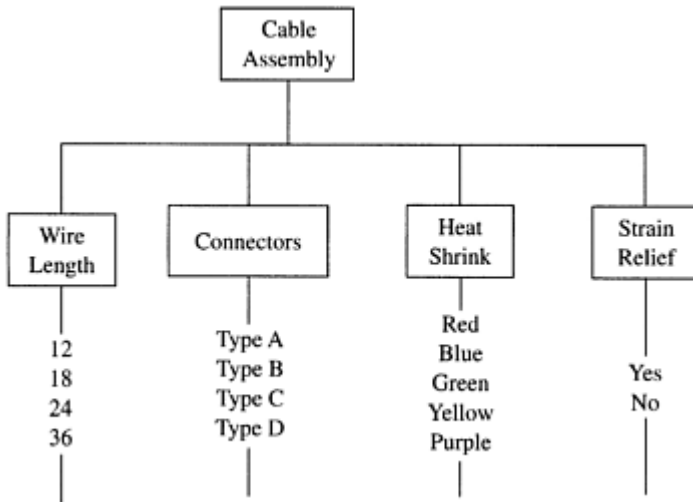 Cable
Assembly
Wire
Length
Connectors
Heat
Shrink
Strain
Relief
12
18
24
36
Type A
Type B
Type C
Type D
Red
Blue
Green
Yellow
Purple
Yes
No